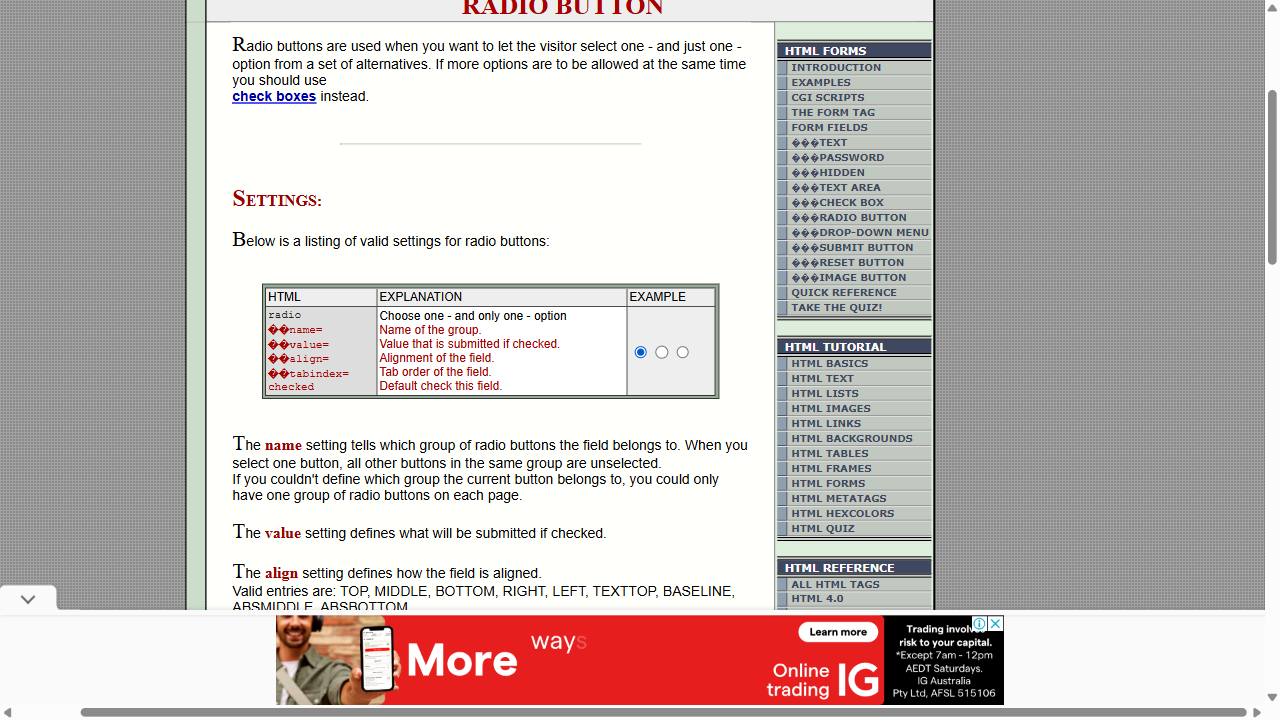 RADIO BUTTON
Radio buttons are used when you want to let the visitor select one - and just one -
option from a set of alternatives. If more options are to be allowed at the same time
you should use
check boxes instead.
SETTINGS:
Below is a listing of valid settings for radio buttons:
HTML EXPLANATION EXAMPLE
radio Choose one - and only one - option
��name= Name of the group.
��value= Value that is submitted if checked.
��align= Alignment of the field.
��tabindex= Tab order of the field.
checked Default check this field.
The name setting tells which group of radio buttons the field belongs to. When you
select one button, all other buttons in the same group are unselected.
If you couldn't define which group the current button belongs to, you could only
have one group of radio buttons on each page.
The value setting defines what will be submitted if checked.
The align setting defines how the field is aligned.
Valid entries are: TOP, MIDDLE, BOTTOM, RIGHT, LEFT, TEXTTOP, BASELINE,
ABSMIDDLE, ABSBOTTOM
HTML FORMS
INTRODUCTION
EXAMPLES
CGI SCRIPTS
THE FORM TAG
FORM FIELDS
���TEXT
���PASSWORD
���HIDDEN
���TEXT AREA
���CHECK BOX
���RADIO BUTTON
���DROP-DOWN MENU
���SUBMIT BUTTON
���RESET BUTTON
���IMAGE BUTTON
QUICK REFERENCE
TAKE THE QUIZ!
HTML TUTORIAL
HTML BASICS
HTML TEXT
HTML LISTS
HTML IMAGES
HTML LINKS
HTML BACKGROUNDS
HTML TABLES
HTML FRAMES
HTML FORMS
HTML METATAGS
HTML HEXCOLORS
HTML QUIZ
HTML REFERENCE
ALL HTML TAGS
HTML 4.0
More ways
Learn more
Online
trading IG
Trading involves
risk to your capital.
*Except 7am - 12pm
AEDT Saturdays.
IG Australia
Pty Ltd, AFSL 515106